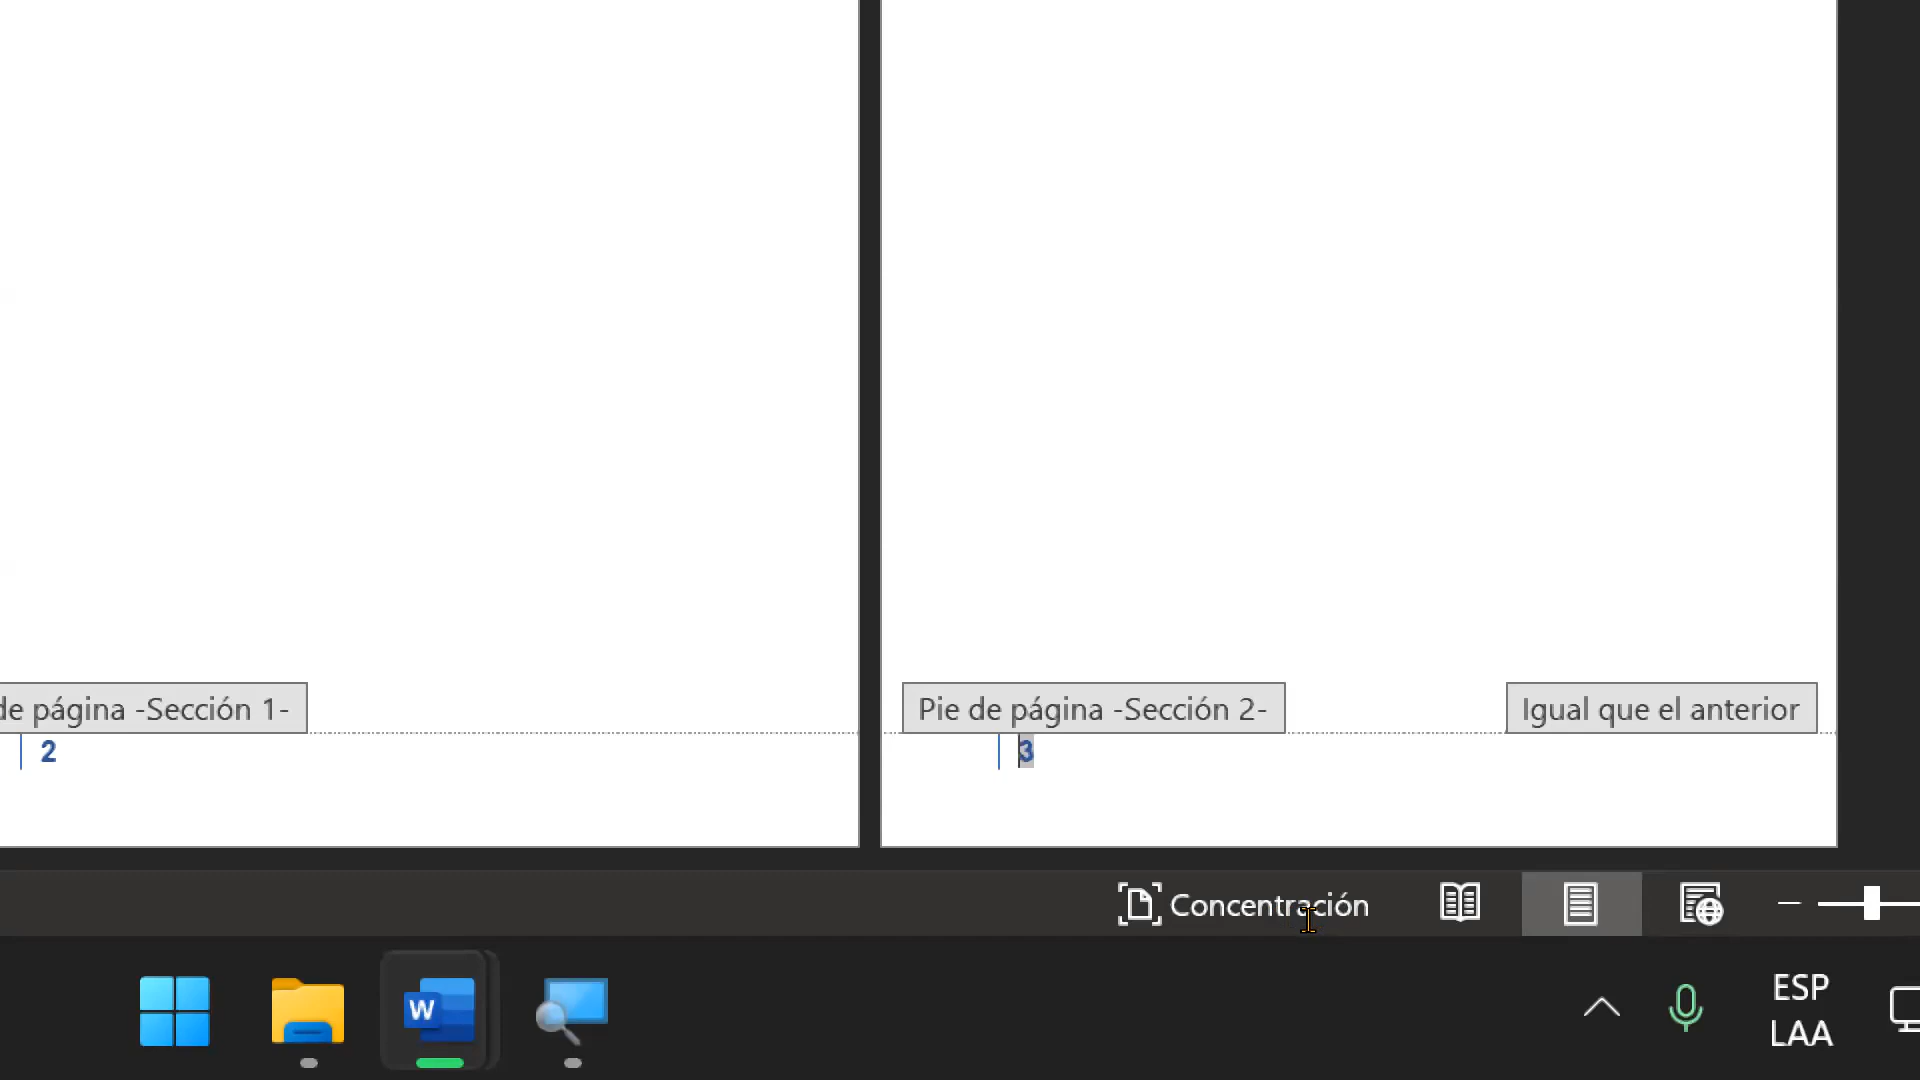 de página -Sección 1-
2
Pie de página -Sección 2-
Igual que el anterior
3
Concentración
W
ESP
LAA